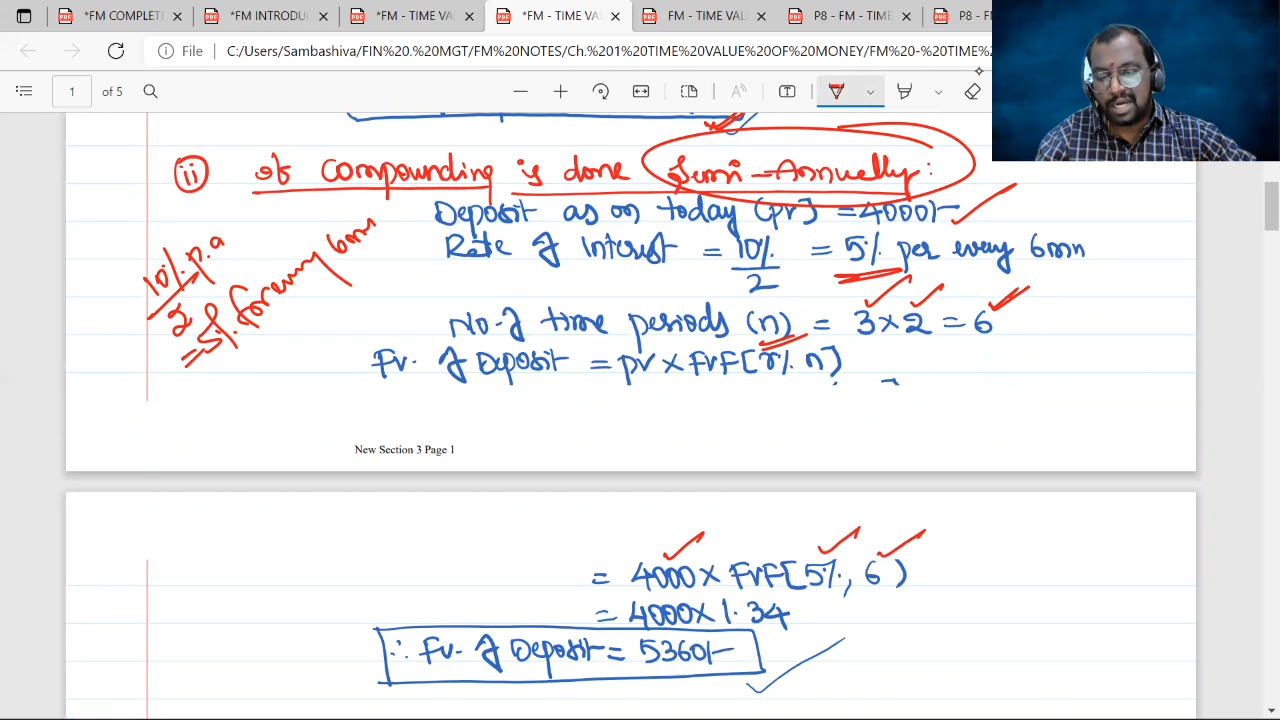 *FM COMPLETE
*FM INTRODUC
*FM - TIME VAL
*FM - TIME VAL
FM - TIME VAL
P8 - FM - TIME
P8 - F
File
C:/Users/Sambashiva/FIN%20.%20MGT/FM%20NOTES/Ch.%201%20TIME%20VALUE%20OF%20MONEY/FM%20-%20TIME%
1 of 5
ii If compounding is done Semi-Annually:
Deposit as on today (pv) = 4000/-
Rate of Interest = 10%/2 = 5% per every 6mn
10% p.a/2
= 5% for every 6mn
No. of time periods (n) = 3×2 = 6
Fv. of Deposit = pv × FvF[r%. n]
New Section 3 Page 1
= 4000 × FvF[5%, 6)
= 4000× 1.34
∴ Fv. of Deposit = 5360/-